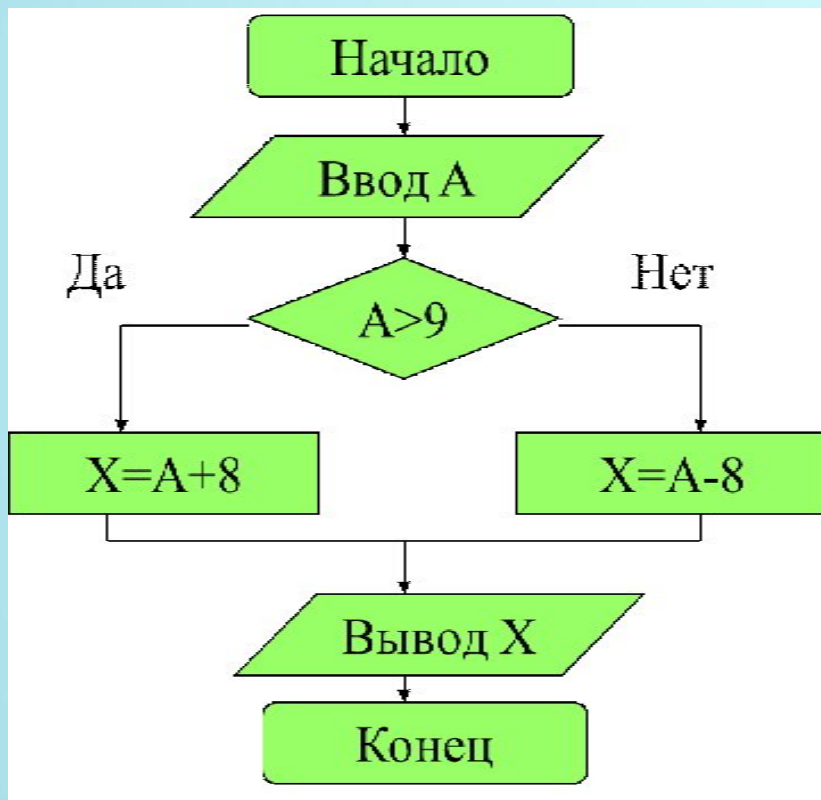 Начало
Ввод А
Да
Нет
А>9
Х=А+8
Х=А-8
Вывод Х
Конец